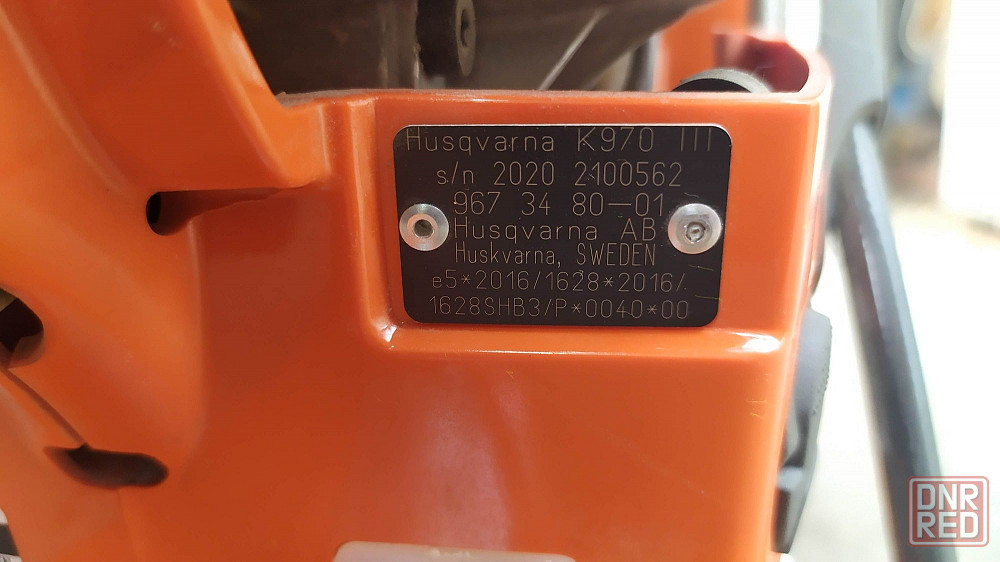 Husqvarna K970 III
s/n 2020 2100562
967 34 80-01
Husqvarna AB
Huskvarna, SWEDEN
e5*2016/1628*2016/
1628SHB3/P*0040*00
DNR
RED